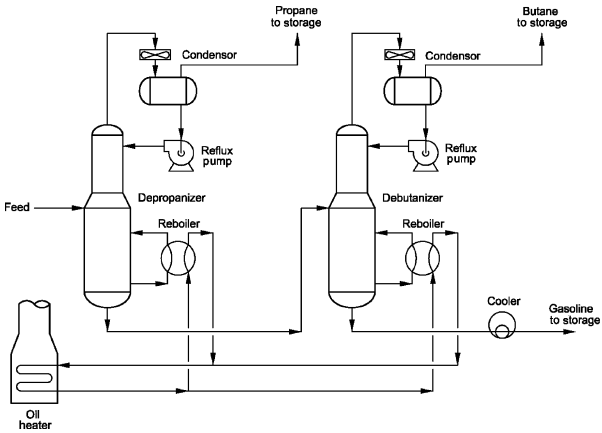 Propane
to storage
Butane
to storage
Condensor
Condensor
Reflux
pump
Reflux
pump
Feed
Depropanizer
Debutanizer
Reboiler
Reboiler
Cooler
Gasoline
to storage
Oil
heater